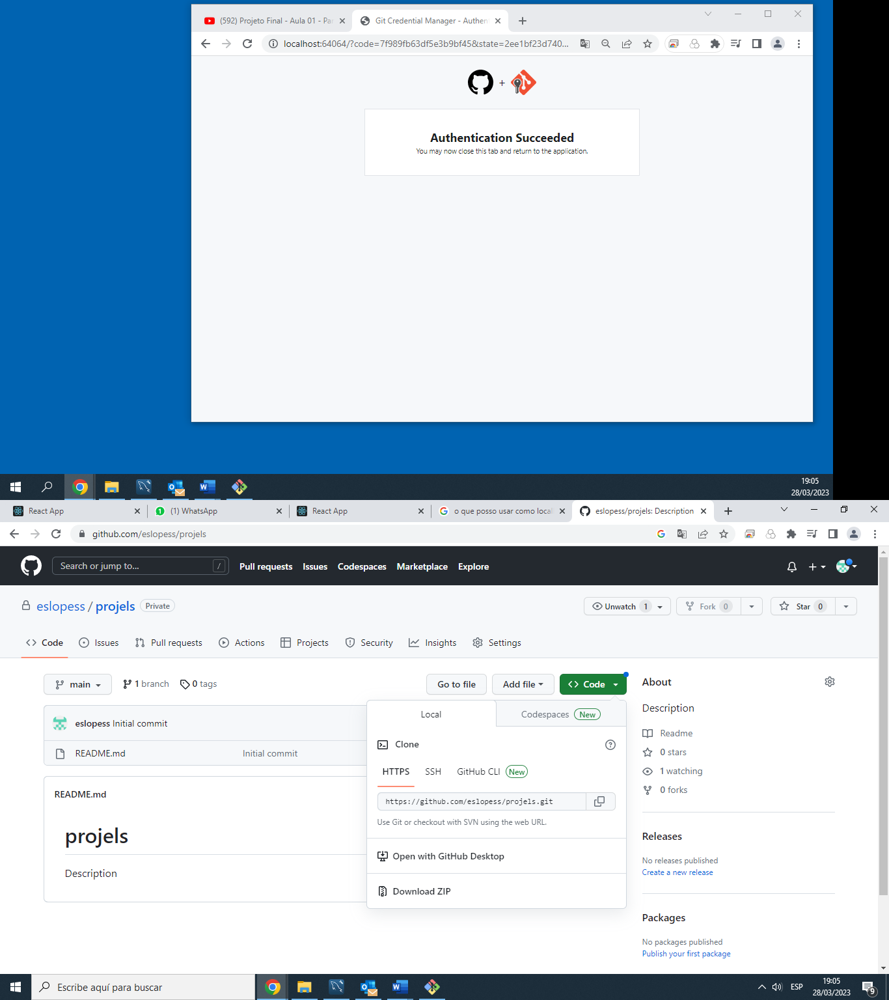 (592) Projeto Final - Aula 01 - Pa
Git Credential Manager - Authen
localhost:64064/?code=7f989fb63df5e3b9bf45&state=2ee1bf23d740...
+
Authentication Succeeded
You may now close this tab and return to the application.
19:05
28/03/2023
React App
(1) WhatsApp
React App
o que posso usar como local
eslopess/projels: Description
github.com/eslopess/projels
Search or jump to...
/
Pull requests
Issues
Codespaces
Marketplace
Explore
eslopess / projels
Private
Unwatch 1
Fork 0
Star 0
Code
Issues
Pull requests
Actions
Projects
Security
Insights
Settings
main
1 branch
0 tags
Go to file
Add file
Code
eslopess Initial commit
README.md
Initial commit
README.md
projels
Description
Local
Codespaces New
Clone
HTTPS
SSH
GitHub CLI New
https://github.com/eslopess/projels.git
Use Git or checkout with SVN using the web URL.
Open with GitHub Desktop
Download ZIP
About
Description
Readme
0 stars
1 watching
0 forks
Releases
No releases published
Create a new release
Packages
No packages published
Publish your first package
Escribe aquí para buscar
ESP
19:05
28/03/2023
9